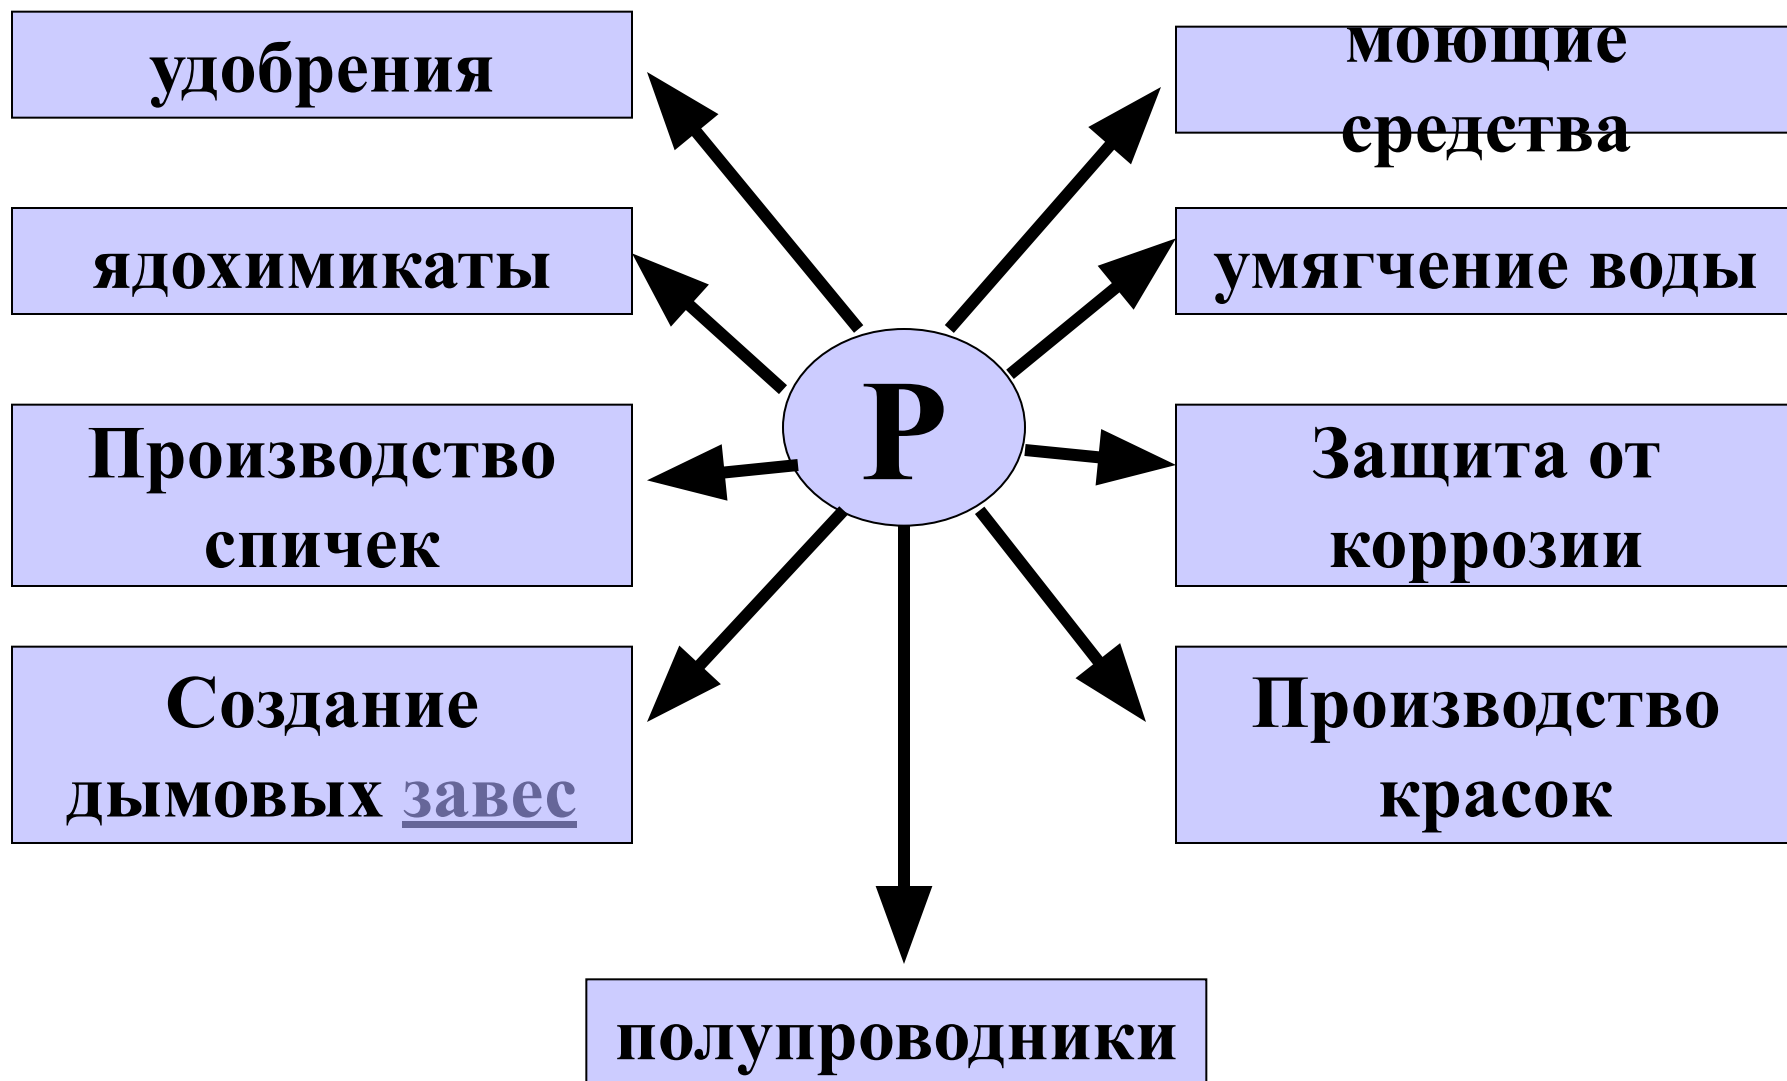 удобрения
моющие
средства
ядохимикаты
умягчение воды
Р
Производство
спичек
Защита от
коррозии
Создание
дымовых завес
Производство
красок
полупроводники